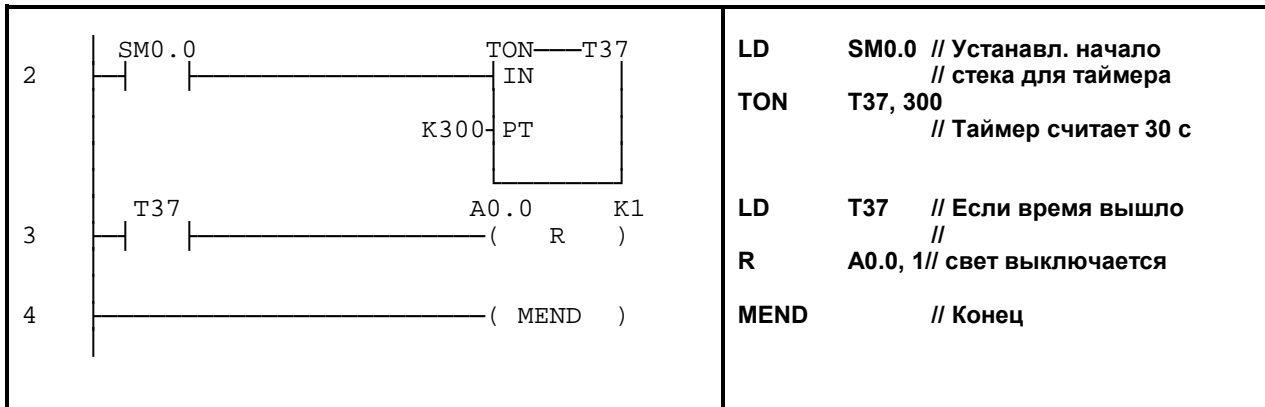 SM0.0 TON T37
2 IN
K300 PT
T37 A0.0 K1
3 ( R )
4 ( MEND )
LD SM0.0 // Устанавл. начало
// стека для таймера
TON T37, 300
// Таймер считает 30 с
LD T37 // Если время вышло
//
R A0.0, 1// свет выключается
MEND // Конец